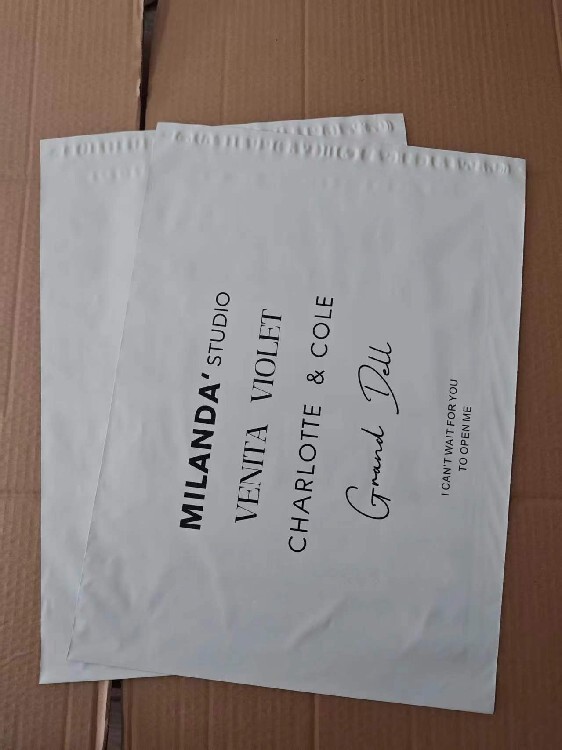 MILANDA' STUDIO
VENITA VIOLET
CHARLOTTE & COLE
Grand Dell
I CAN'T WAIT FOR YOU
TO OPEN ME